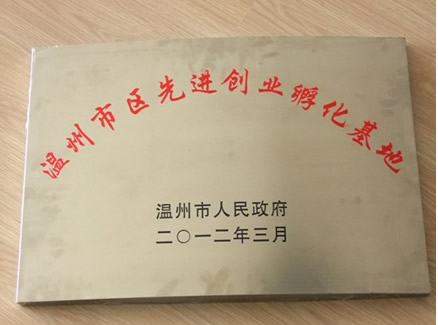 温州市区先进创业孵化基地
温州市人民政府
二〇一二年三月